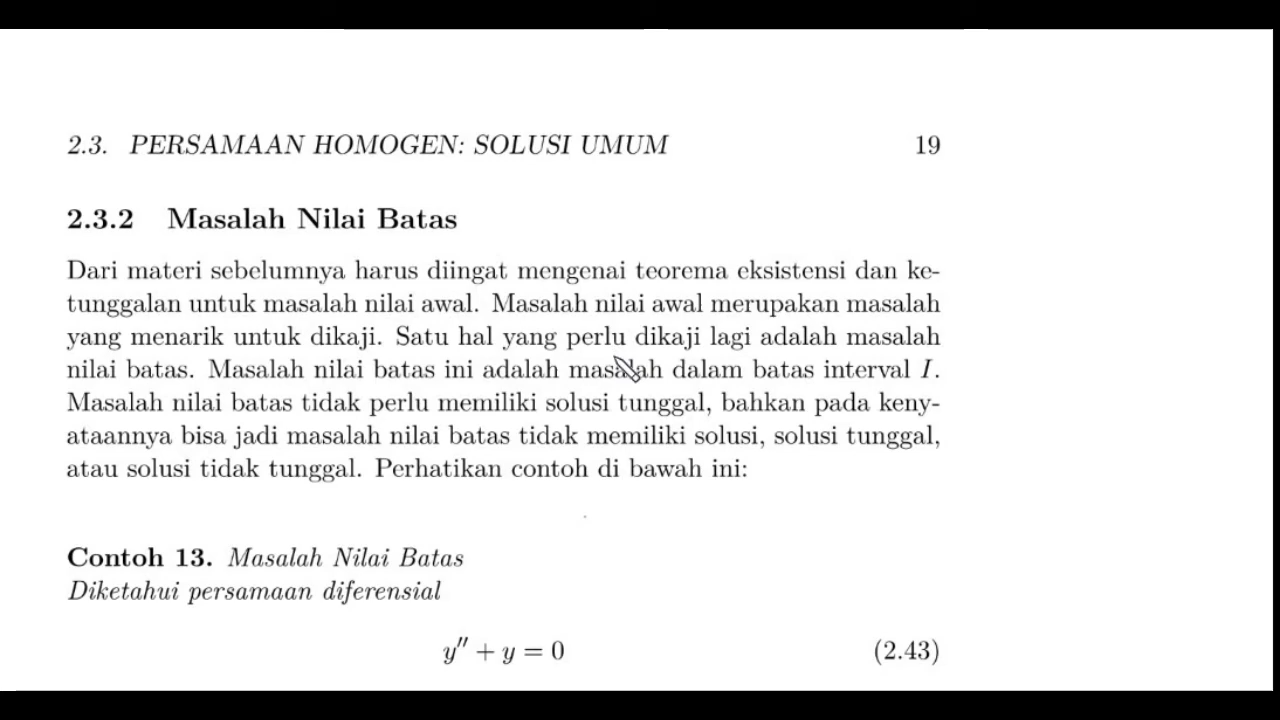 2.3. PERSAMAAN HOMOGEN: SOLUSI UMUM 19
2.3.2 Masalah Nilai Batas
Dari materi sebelumnya harus diingat mengenai teorema eksistensi dan ke-
tunggalan untuk masalah nilai awal. Masalah nilai awal merupakan masalah
yang menarik untuk dikaji. Satu hal yang perlu dikaji lagi adalah masalah
nilai batas. Masalah nilai batas ini adalah masalah dalam batas interval I.
Masalah nilai batas tidak perlu memiliki solusi tunggal, bahkan pada keny-
ataannya bisa jadi masalah nilai batas tidak memiliki solusi, solusi tunggal,
atau solusi tidak tunggal. Perhatikan contoh di bawah ini:
Contoh 13. Masalah Nilai Batas
Diketahui persamaan diferensial
y″ + y = 0 (2.43)